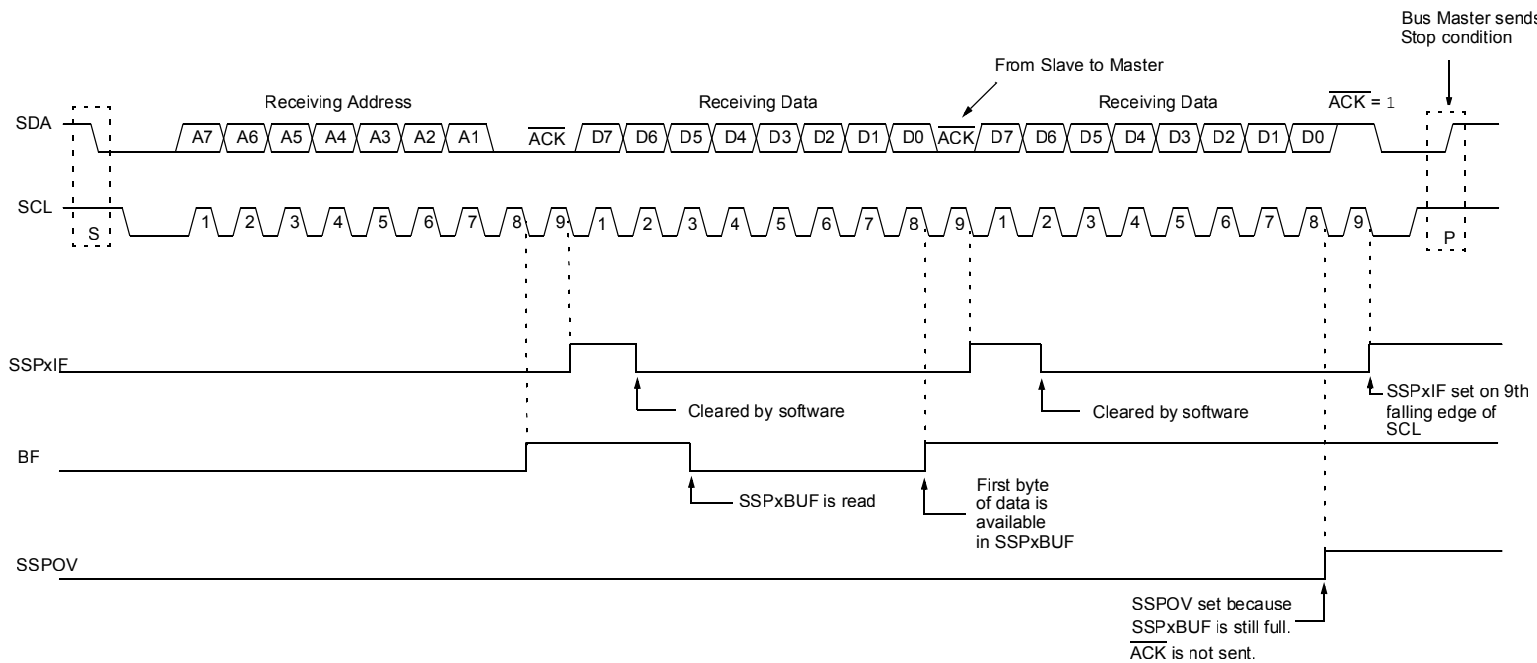 Bus Master sends
Stop condition
From Slave to Master
Receiving Address
Receiving Data
Receiving Data
ACK = 1
SDA
A7 A6 A5 A4 A3 A2 A1 ACK D7 D6 D5 D4 D3 D2 D1 D0 ACK D7 D6 D5 D4 D3 D2 D1 D0
SCL
S
1 2 3 4 5 6 7 8 9 1 2 3 4 5 6 7 8 9 1 2 3 4 5 6 7 8 9
P
SSPxIF
Cleared by software
Cleared by software
SSPxIF set on 9th
falling edge of
SCL
BF
SSPxBUF is read
First byte
of data is
available
in SSPxBUF
SSPOV
SSPOV set because
SSPxBUF is still full.
ACK is not sent.